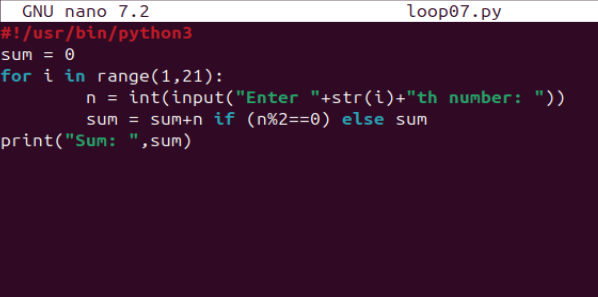 GNU nano 7.2 loop07.py
#!/usr/bin/python3
sum = 0
for i in range(1,21):
        n = int(input("Enter "+str(i)+"th number: "))
        sum = sum+n if (n%2==0) else sum
print("Sum: ",sum)